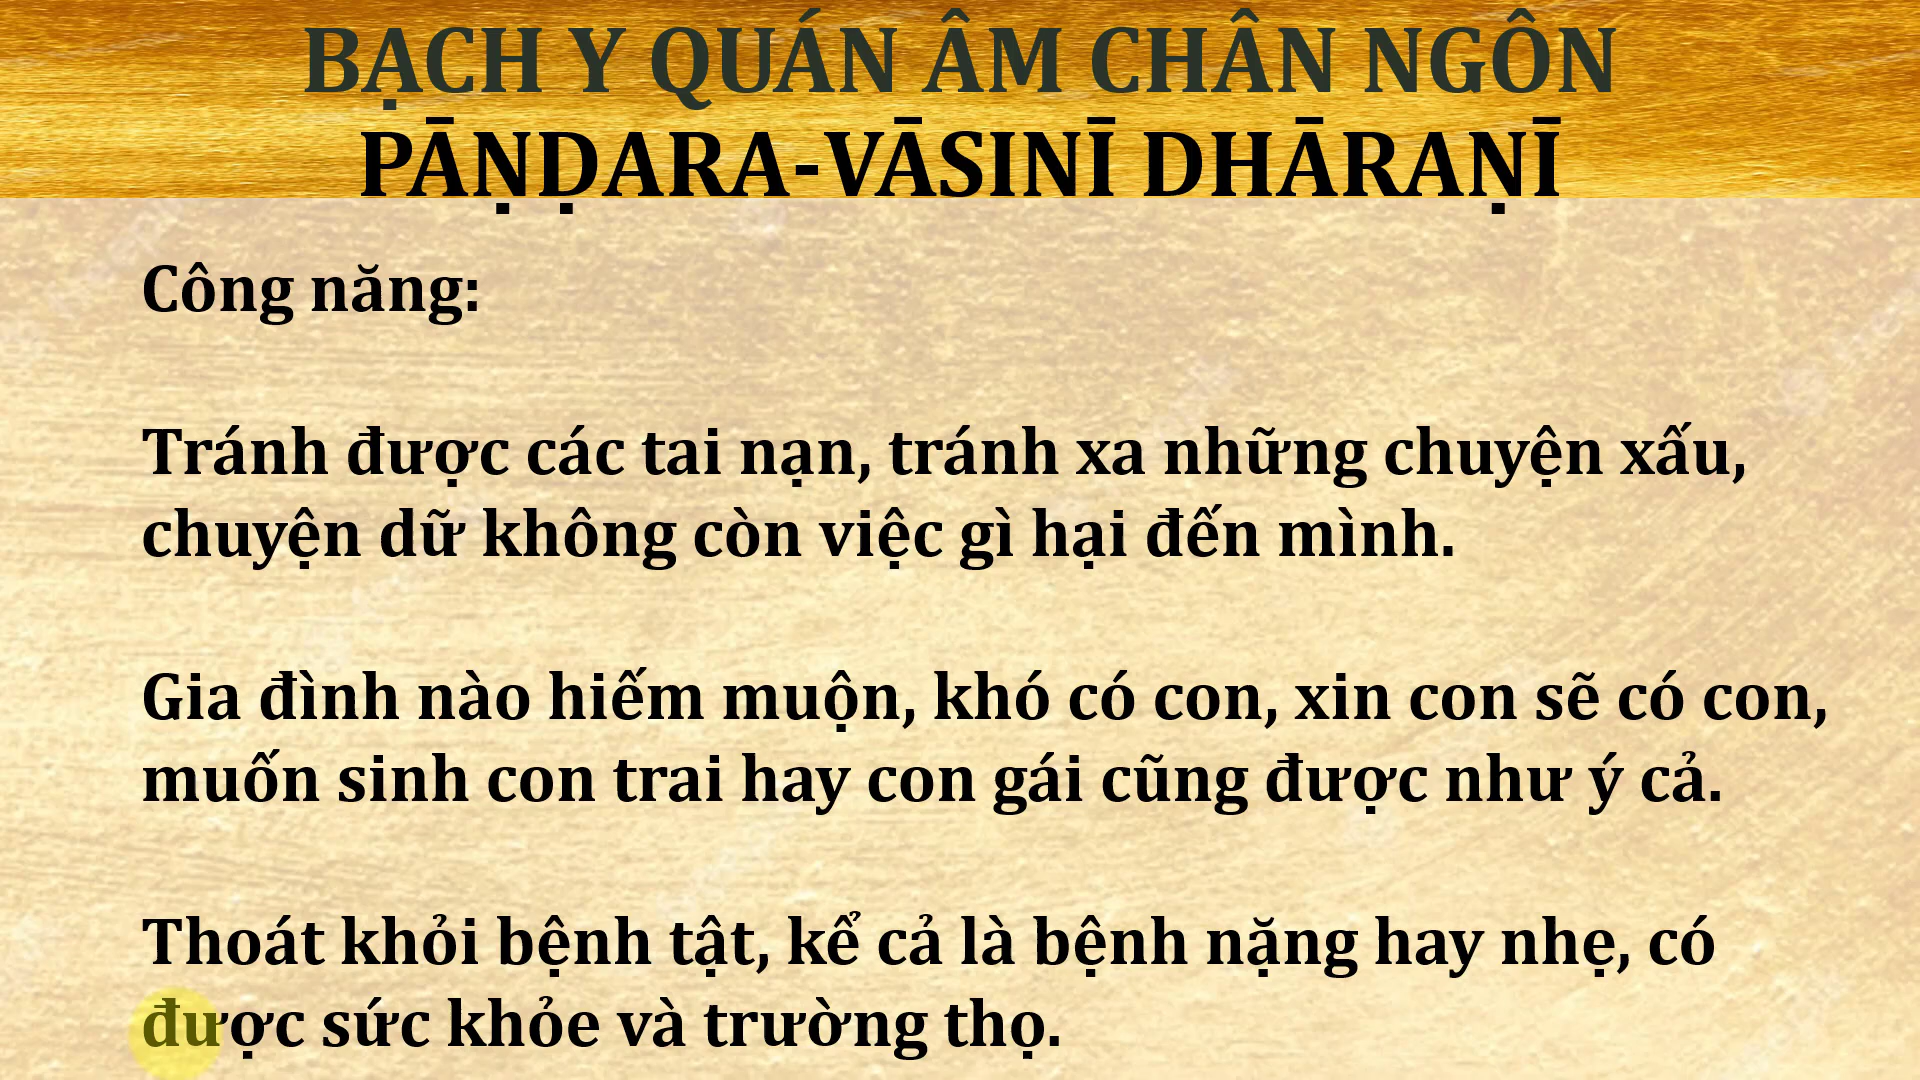 BẠCH Y QUÁN ÂM CHÂN NGÔN
PĀṆḌARA-VĀSINĪ DHĀRAṆĪ
Công năng:
Tránh được các tai nạn, tránh xa những chuyện xấu,
chuyện dữ không còn việc gì hại đến mình.
Gia đình nào hiếm muộn, khó có con, xin con sẽ có con,
muốn sinh con trai hay con gái cũng được như ý cả.
Thoát khỏi bệnh tật, kể cả là bệnh nặng hay nhẹ, có
được sức khỏe và trường thọ.